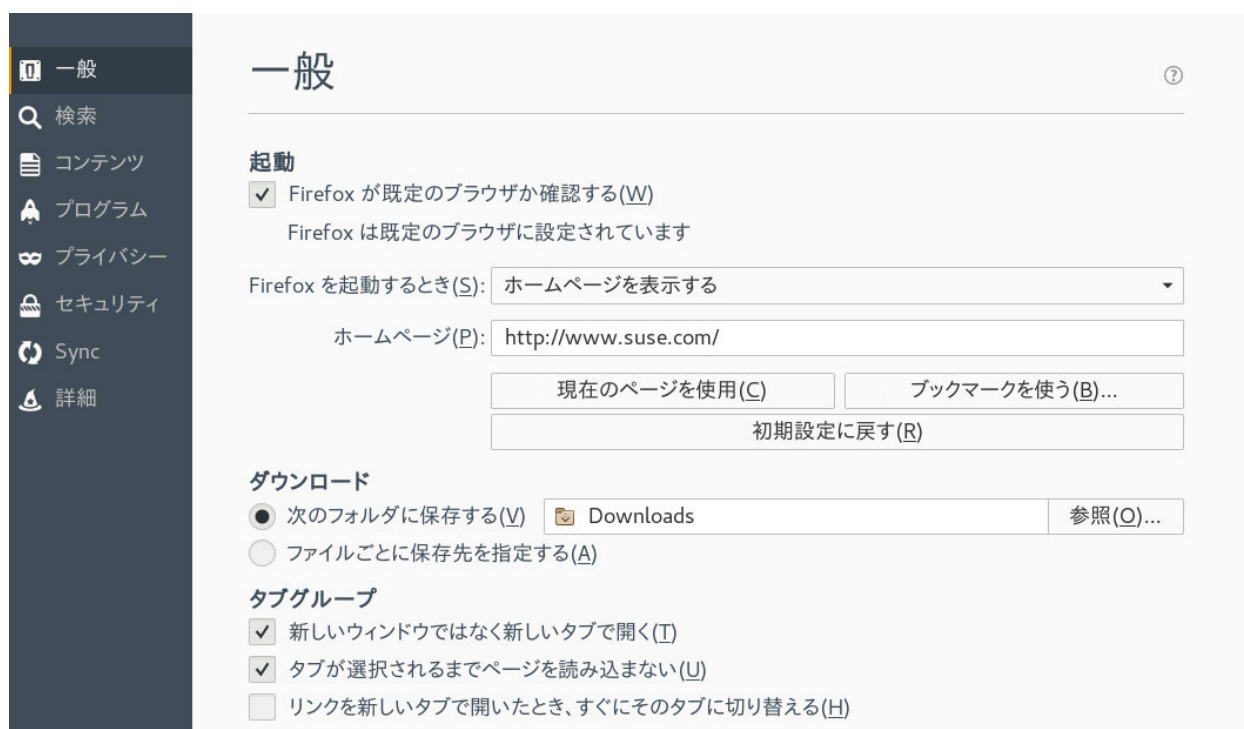 一般
検索
コンテンツ
プログラム
プライバシー
セキュリティ
Sync
詳細
一般
?
起動
Firefox が既定のブラウザか確認する(W)
Firefox は既定のブラウザに設定されています
Firefox を起動するとき(S): ホームページを表示する
ホームページ(P): http://www.suse.com/
現在のページを使用(C) ブックマークを使う(B)...
初期設定に戻す(R)
ダウンロード
次のフォルダに保存する(V) Downloads 参照(O)...
ファイルごとに保存先を指定する(A)
タブグループ
新しいウィンドウではなく新しいタブで開く(T)
タブが選択されるまでページを読み込まない(U)
リンクを新しいタブで開いたとき、すぐにそのタブに切り替える(H)